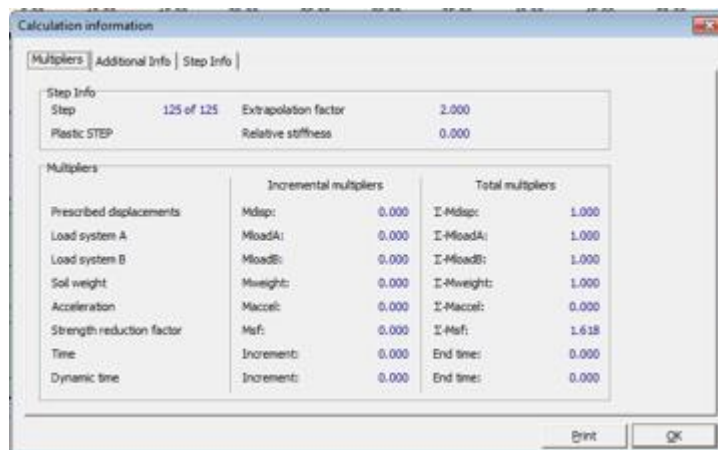 Calculation information
Multipliers Additional Info Step Info
Step Info
Step 125 of 125 Extrapolation factor 2.000
Plastic STEP Relative stiffness 0.000
Multipliers
Incremental multipliers Total multipliers
Prescribed displacements Mdisp: 0.000 Σ-Mdisp: 1.000
Load system A MloadA: 0.000 Σ-MloadA: 1.000
Load system B MloadB: 0.000 Σ-MloadB: 1.000
Soil weight Mweight: 0.000 Σ-Mweight: 1.000
Acceleration Maccel: 0.000 Σ-Maccel: 0.000
Strength reduction factor Msf: 0.000 Σ-Msf: 1.618
Time Increment: 0.000 End time: 0.000
Dynamic time Increment: 0.000 End time: 0.000
Print OK